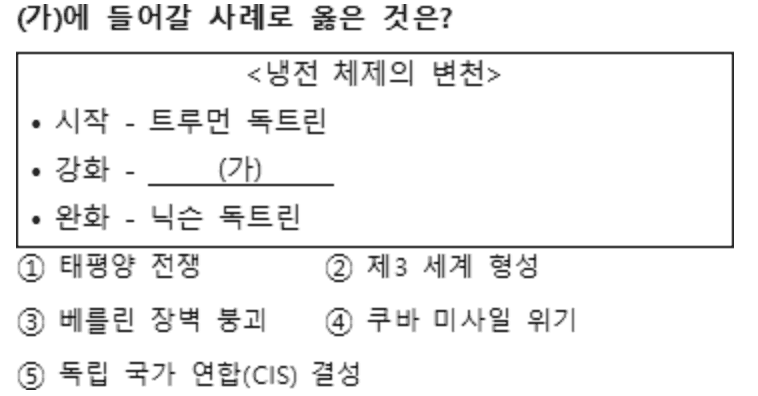 (가)에 들어갈 사례로 옳은 것은?
<냉전 체제의 변천>
• 시작 - 트루먼 독트린
• 강화 - ____(가)____
• 완화 - 닉슨 독트린
① 태평양 전쟁 ② 제3 세계 형성
③ 베를린 장벽 붕괴 ④ 쿠바 미사일 위기
⑤ 독립 국가 연합(CIS) 결성